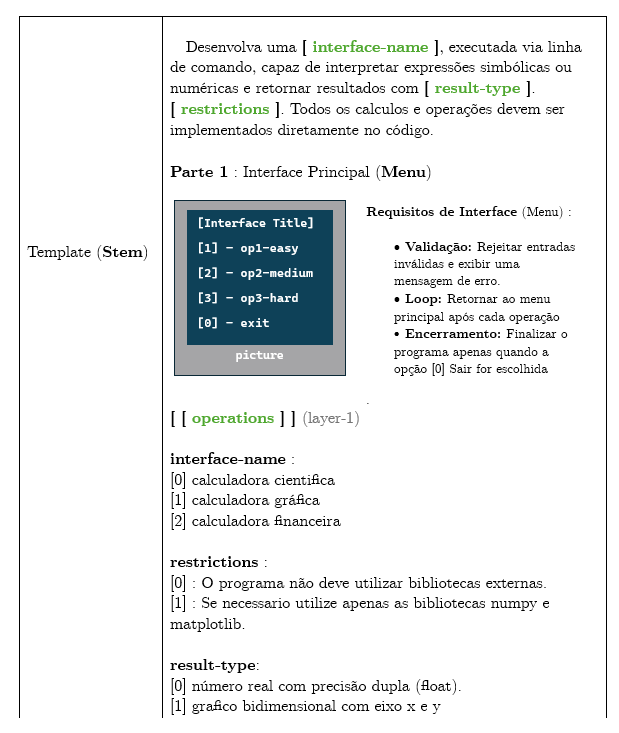 Desenvolva uma [ interface-name ], executada via linha
de comando, capaz de interpretar expressões simbólicas ou
numéricas e retornar resultados com [ result-type ].
[ restrictions ]. Todos os calculos e operações devem ser
implementados diretamente no código.
Parte 1 : Interface Principal (Menu)
Template (Stem)
[Interface Title]
[1] - op1-easy
[2] - op2-medium
[3] - op3-hard
[0] - exit
picture
Requisitos de Interface (Menu) :
• Validação: Rejeitar entradas
inválidas e exibir uma
mensagem de erro.
• Loop: Retornar ao menu
principal após cada operação
• Encerramento: Finalizar o
programa apenas quando a
opção [0] Sair for escolhida
.
[ [ operations ] ] (layer-1)
interface-name :
[0] calculadora cientifica
[1] calculadora gráfica
[2] calculadora financeira
restrictions :
[0] : O programa não deve utilizar bibliotecas externas.
[1] : Se necessario utilize apenas as bibliotecas numpy e
matplotlib.
result-type:
[0] número real com precisão dupla (float).
[1] grafico bidimensional com eixo x e y